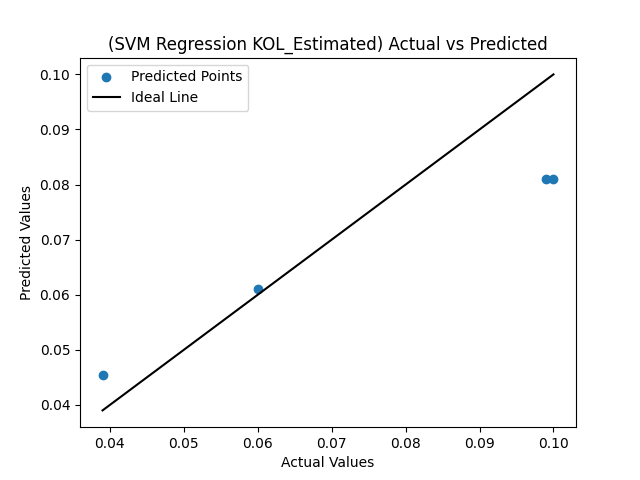 (SVM Regression KOL_Estimated) Actual vs Predicted
Predicted Points
Ideal Line
Predicted Values
0.10
0.09
0.08
0.07
0.06
0.05
0.04
0.04 0.05 0.06 0.07 0.08 0.09 0.10
Actual Values